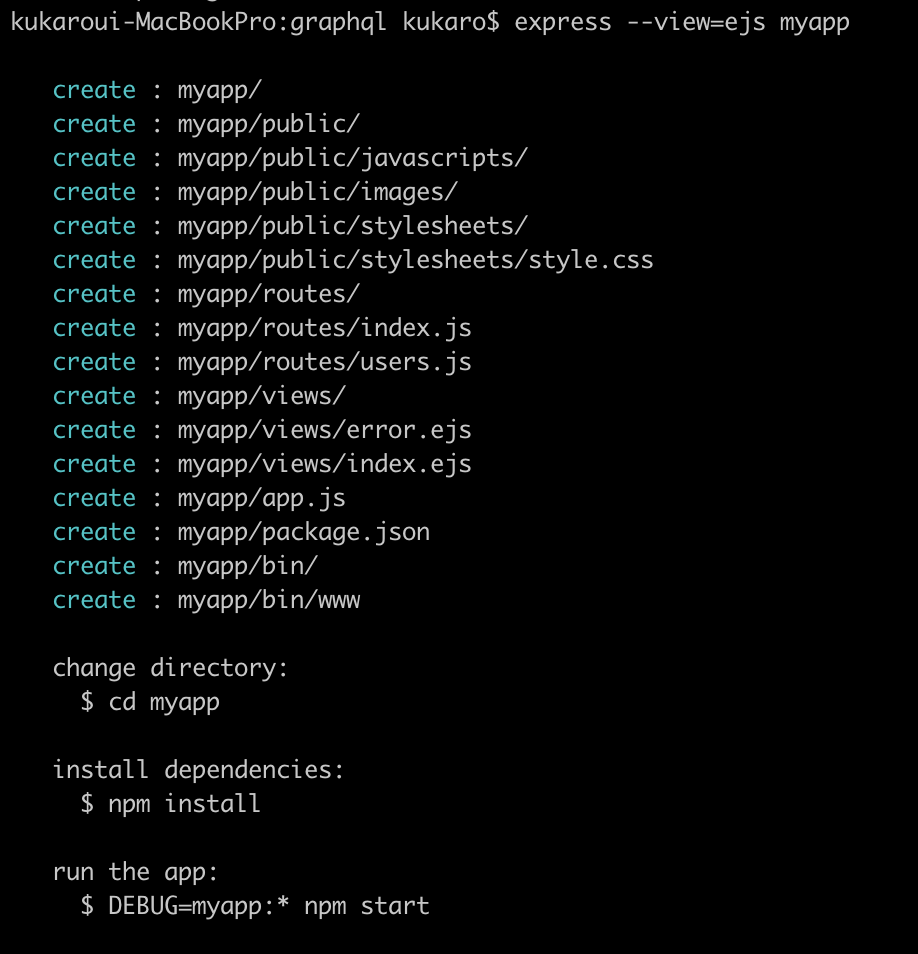 kukaroui-MacBookPro:graphql kukaro$ express --view=ejs myapp
create : myapp/
create : myapp/public/
create : myapp/public/javascripts/
create : myapp/public/images/
create : myapp/public/stylesheets/
create : myapp/public/stylesheets/style.css
create : myapp/routes/
create : myapp/routes/index.js
create : myapp/routes/users.js
create : myapp/views/
create : myapp/views/error.ejs
create : myapp/views/index.ejs
create : myapp/app.js
create : myapp/package.json
create : myapp/bin/
create : myapp/bin/www
change directory:
$ cd myapp
install dependencies:
$ npm install
run the app:
$ DEBUG=myapp:* npm start